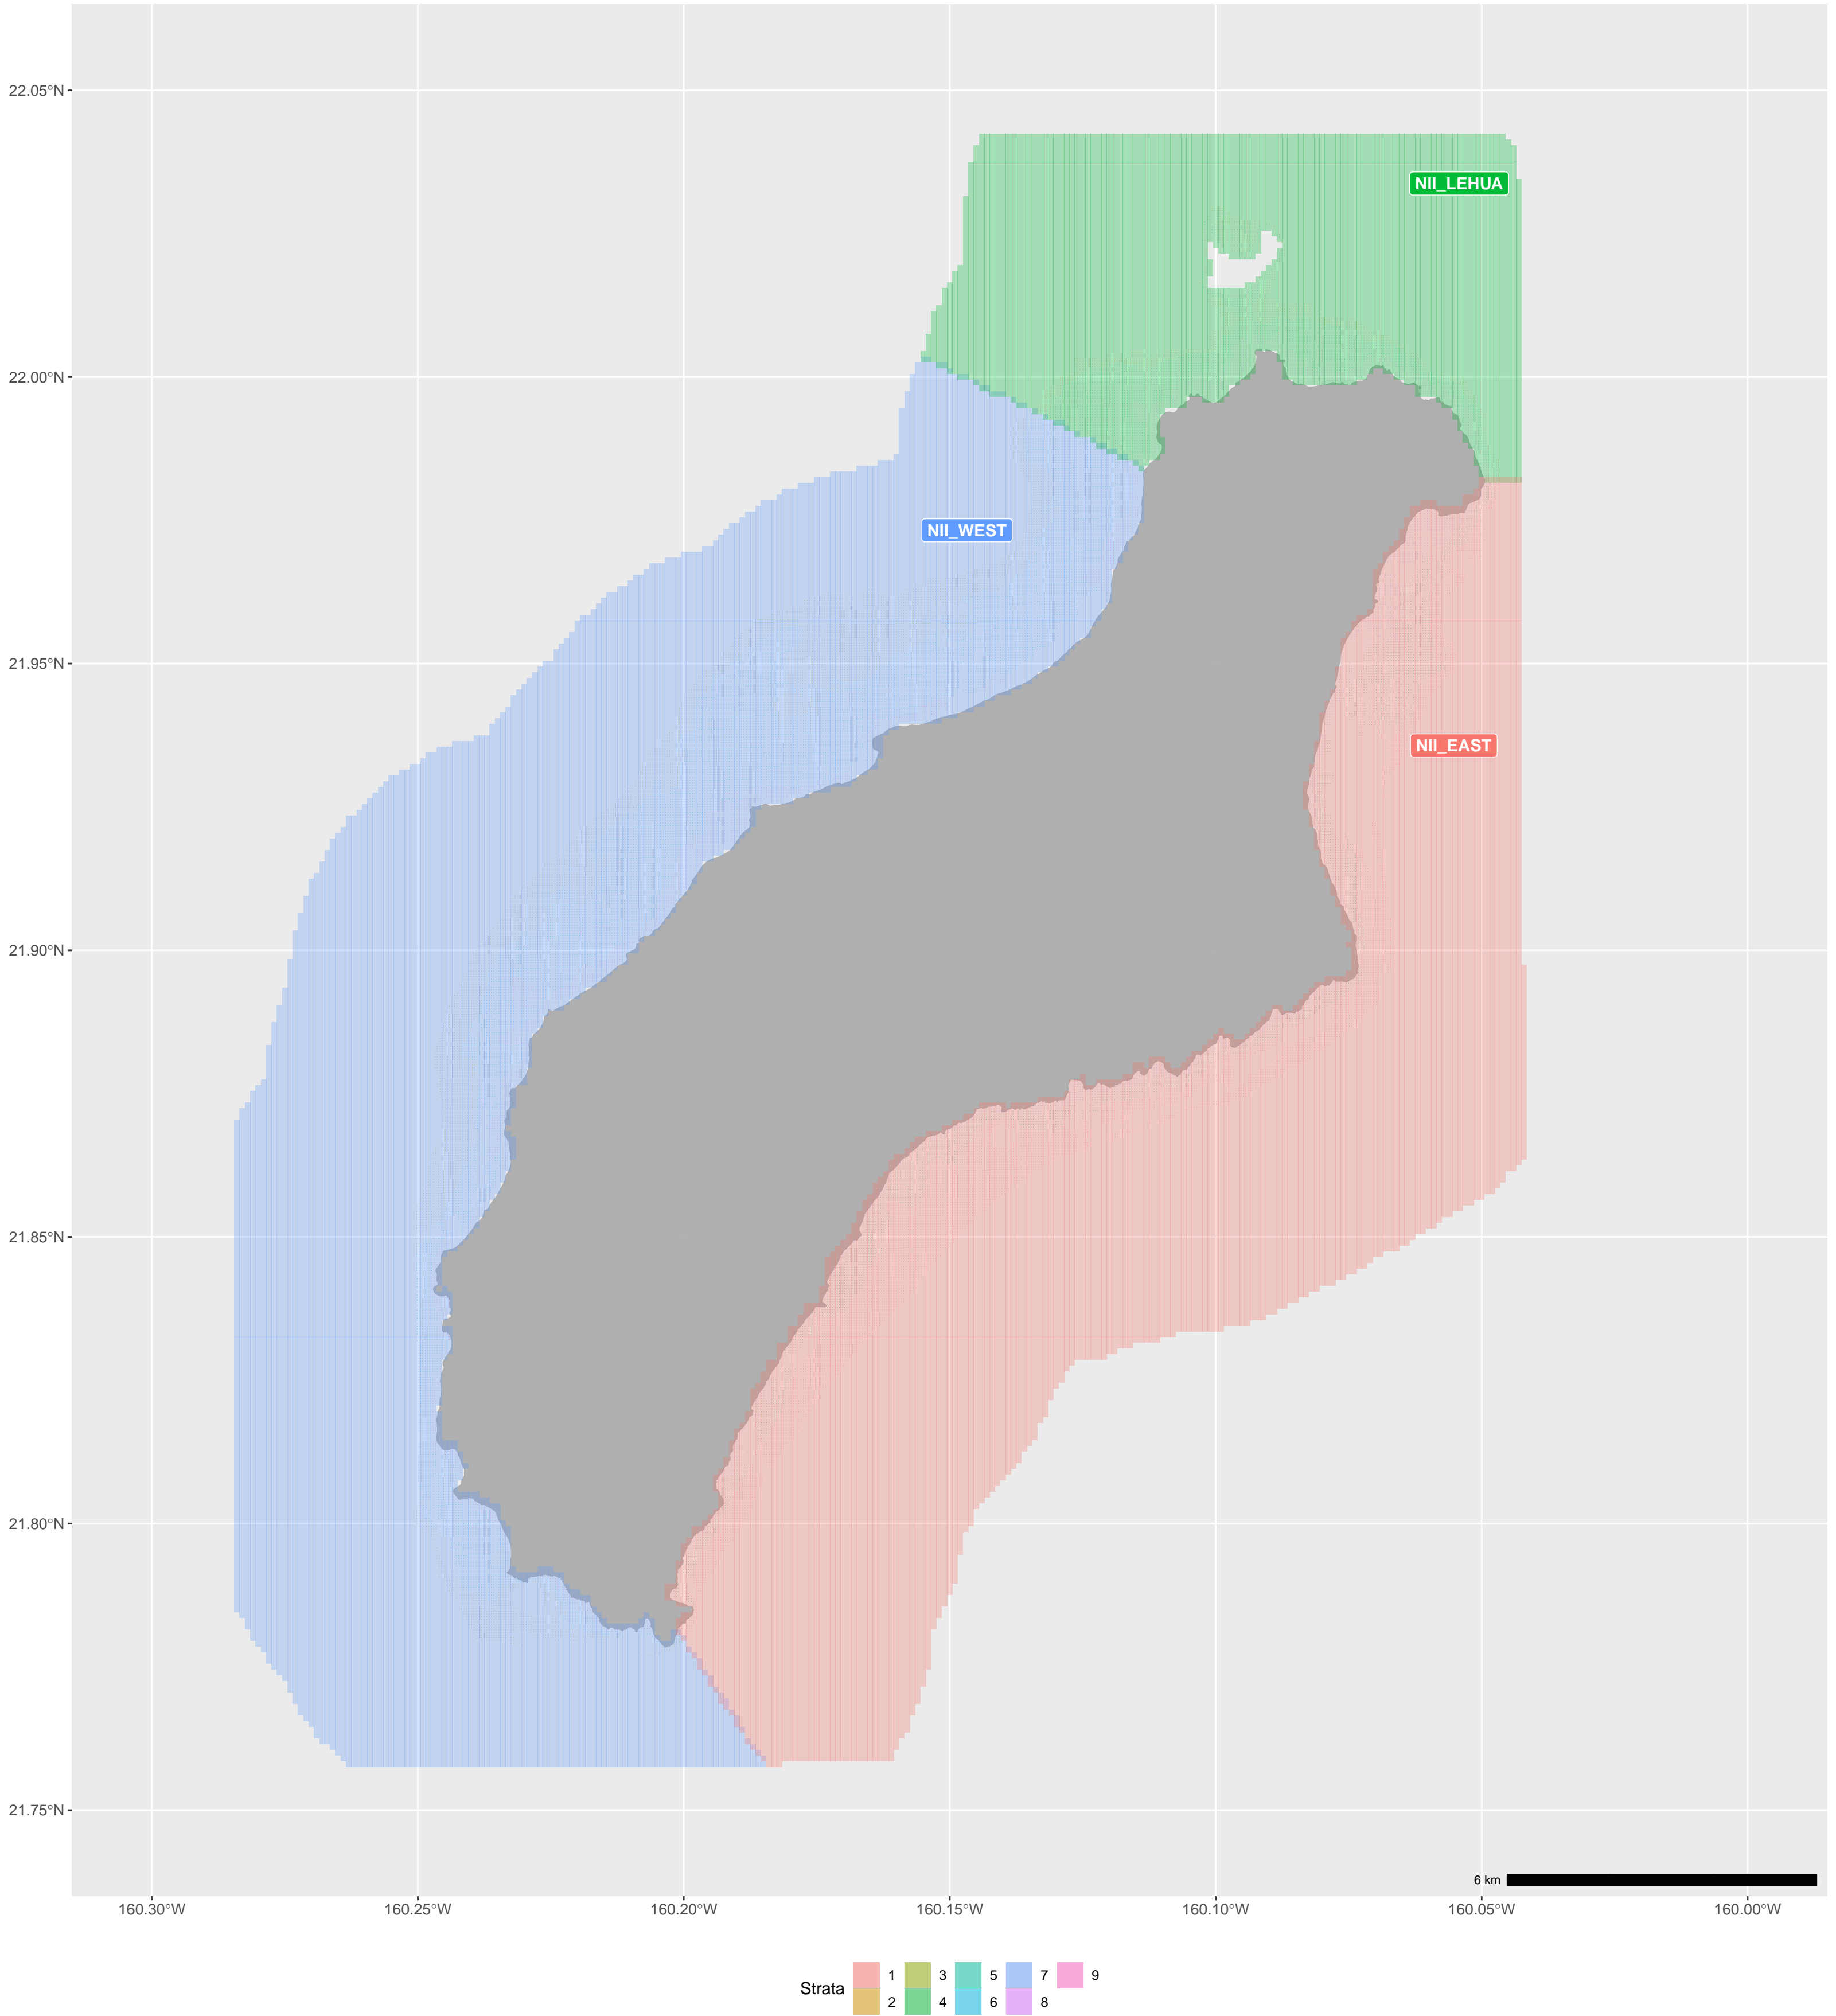 22.05°N
NII_LEHUA
22.00°N
NII_WEST
21.95°N
NII_EAST
21.90°N
21.85°N
21.80°N
21.75°N
6 km
160.30°W 160.25°W 160.20°W 160.15°W 160.10°W 160.05°W 160.00°W
Strata 1 3 5 7 9
2 4 6 8